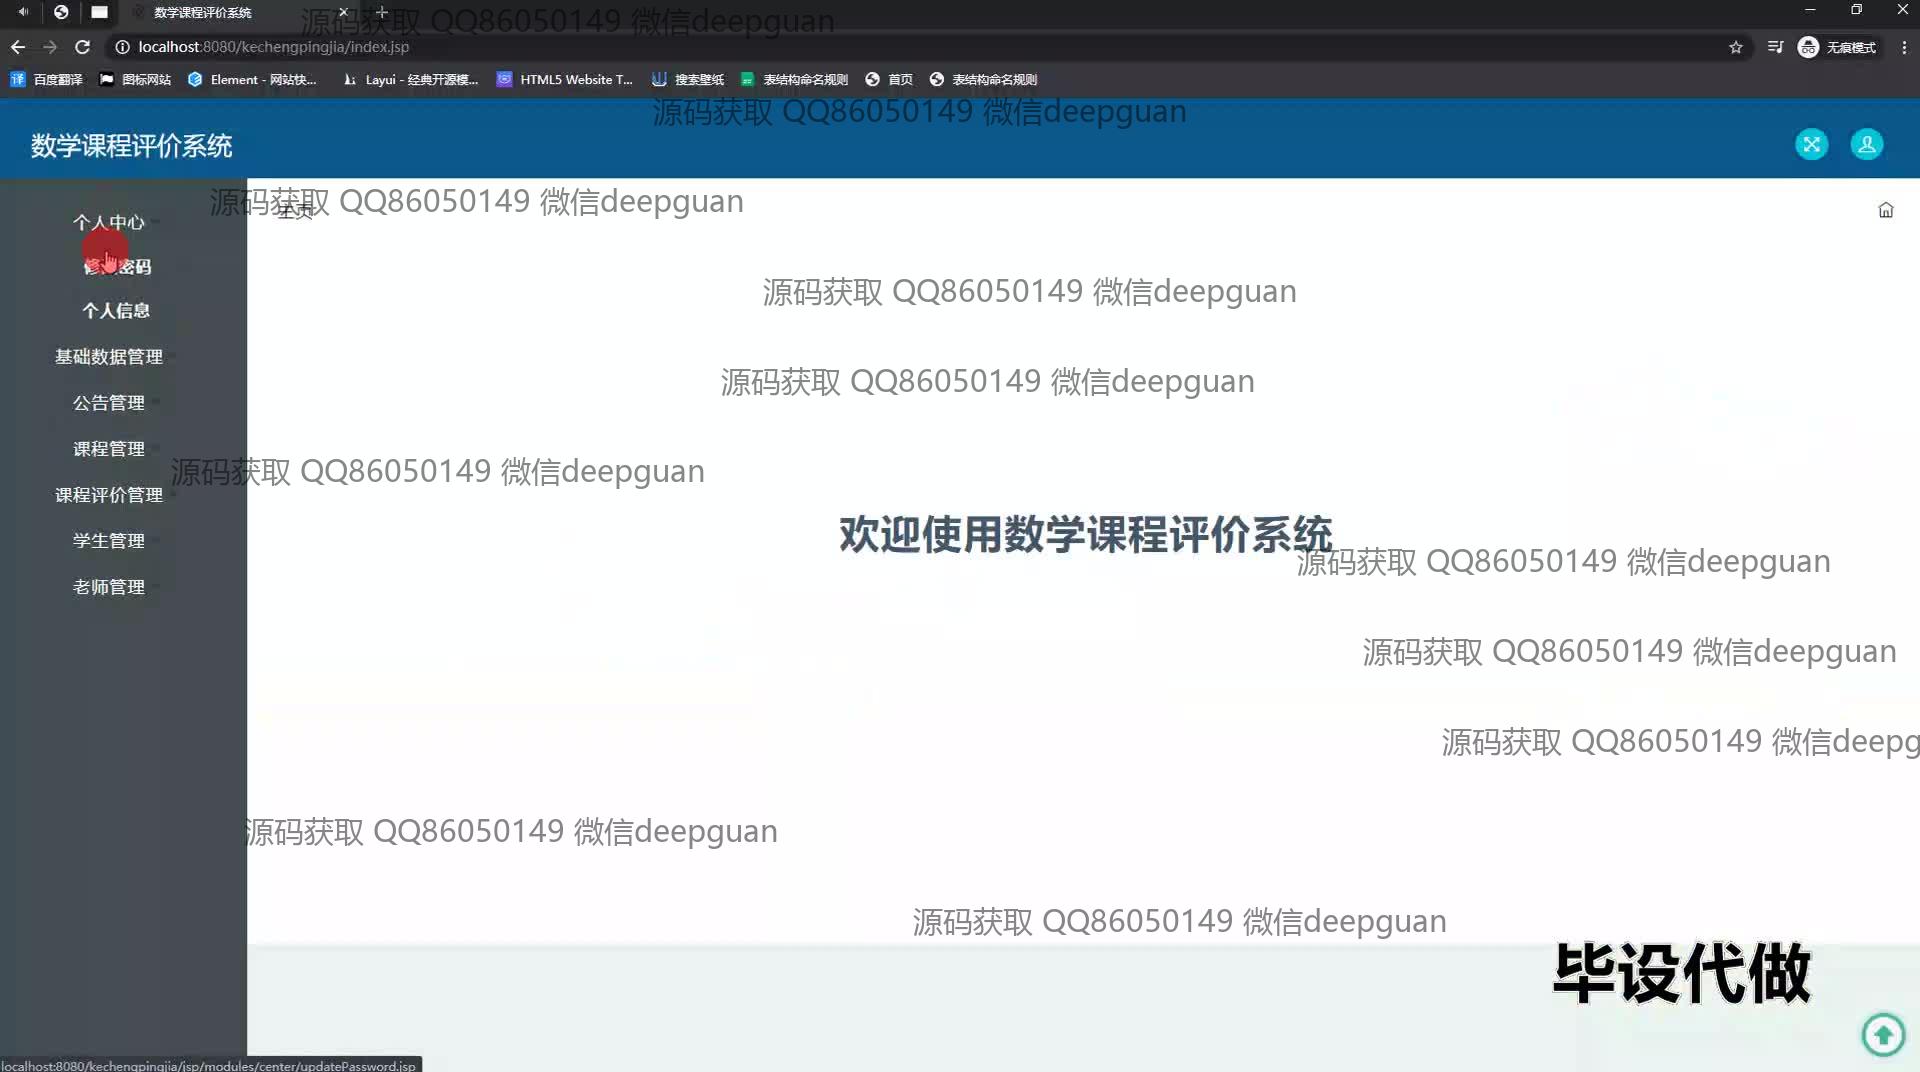 数学课程评价系统
源码获取 QQ86050149 微信deepguan
localhost:8080/kechengpingjia/index.jsp
无痕模式
百度翻译
图标网站
Element - 网站快...
Layui - 经典开源模...
HTML5 Website T...
搜索壁纸
表结构命名规则
首页
表结构命名规则
源码获取 QQ86050149 微信deepguan
数学课程评价系统
源码获取 QQ86050149 微信deepguan
主页
个人中心
修改密码
源码获取 QQ86050149 微信deepguan
个人信息
基础数据管理
源码获取 QQ86050149 微信deepguan
公告管理
课程管理
源码获取 QQ86050149 微信deepguan
课程评价管理
欢迎使用数学课程评价系统
学生管理
源码获取 QQ86050149 微信deepguan
老师管理
源码获取 QQ86050149 微信deepguan
源码获取 QQ86050149 微信deepg
源码获取 QQ86050149 微信deepguan
源码获取 QQ86050149 微信deepguan
毕设代做
localhost:8080/kechengpingjia/jsp/modules/center/updatePassword.jsp